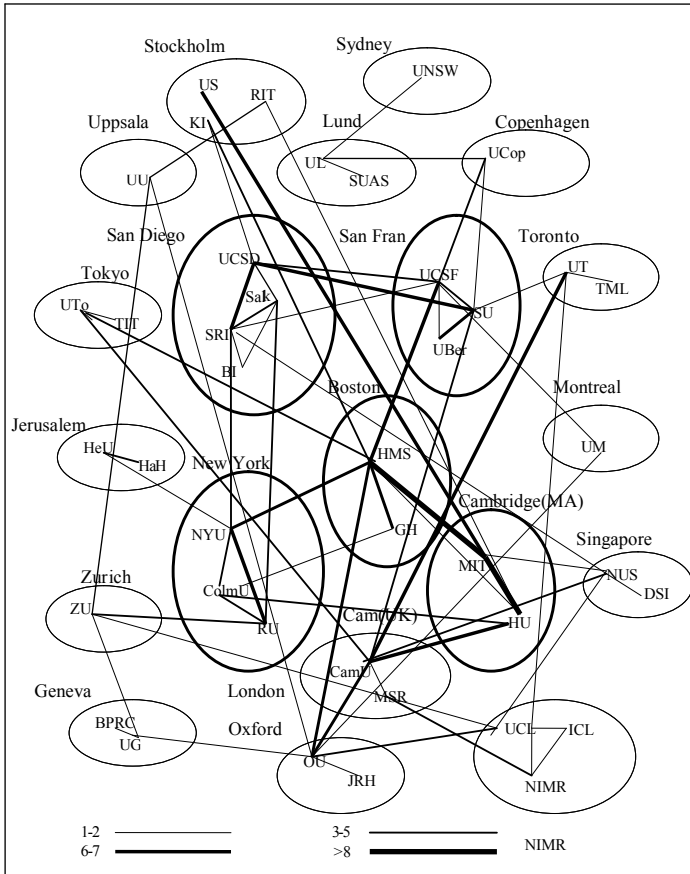 Stockholm
Sydney
US
RIT
UNSW
KI
Lund
Copenhagen
Uppsala
UL
UCop
UU
SUAS
San Diego
San Fran
Toronto
UCSD
UCSF
UT
Tokyo
Sak
TML
UTo
TIT
SU
SRI
UBer
BI
Boston
Montreal
Jerusalem
HeU
HaH
HMS
UM
New York
Cambridge(MA)
NYU
GH
Singapore
MIT
NUS
Zurich
ColmU
DSI
ZU
RU
Cam(UK)
HU
CamU
Geneva
London
MSR
BPRC
UG
Oxford
UCL
ICL
OU
JRH
NIMR
1-2
3-5
NIMR
6-7
>8